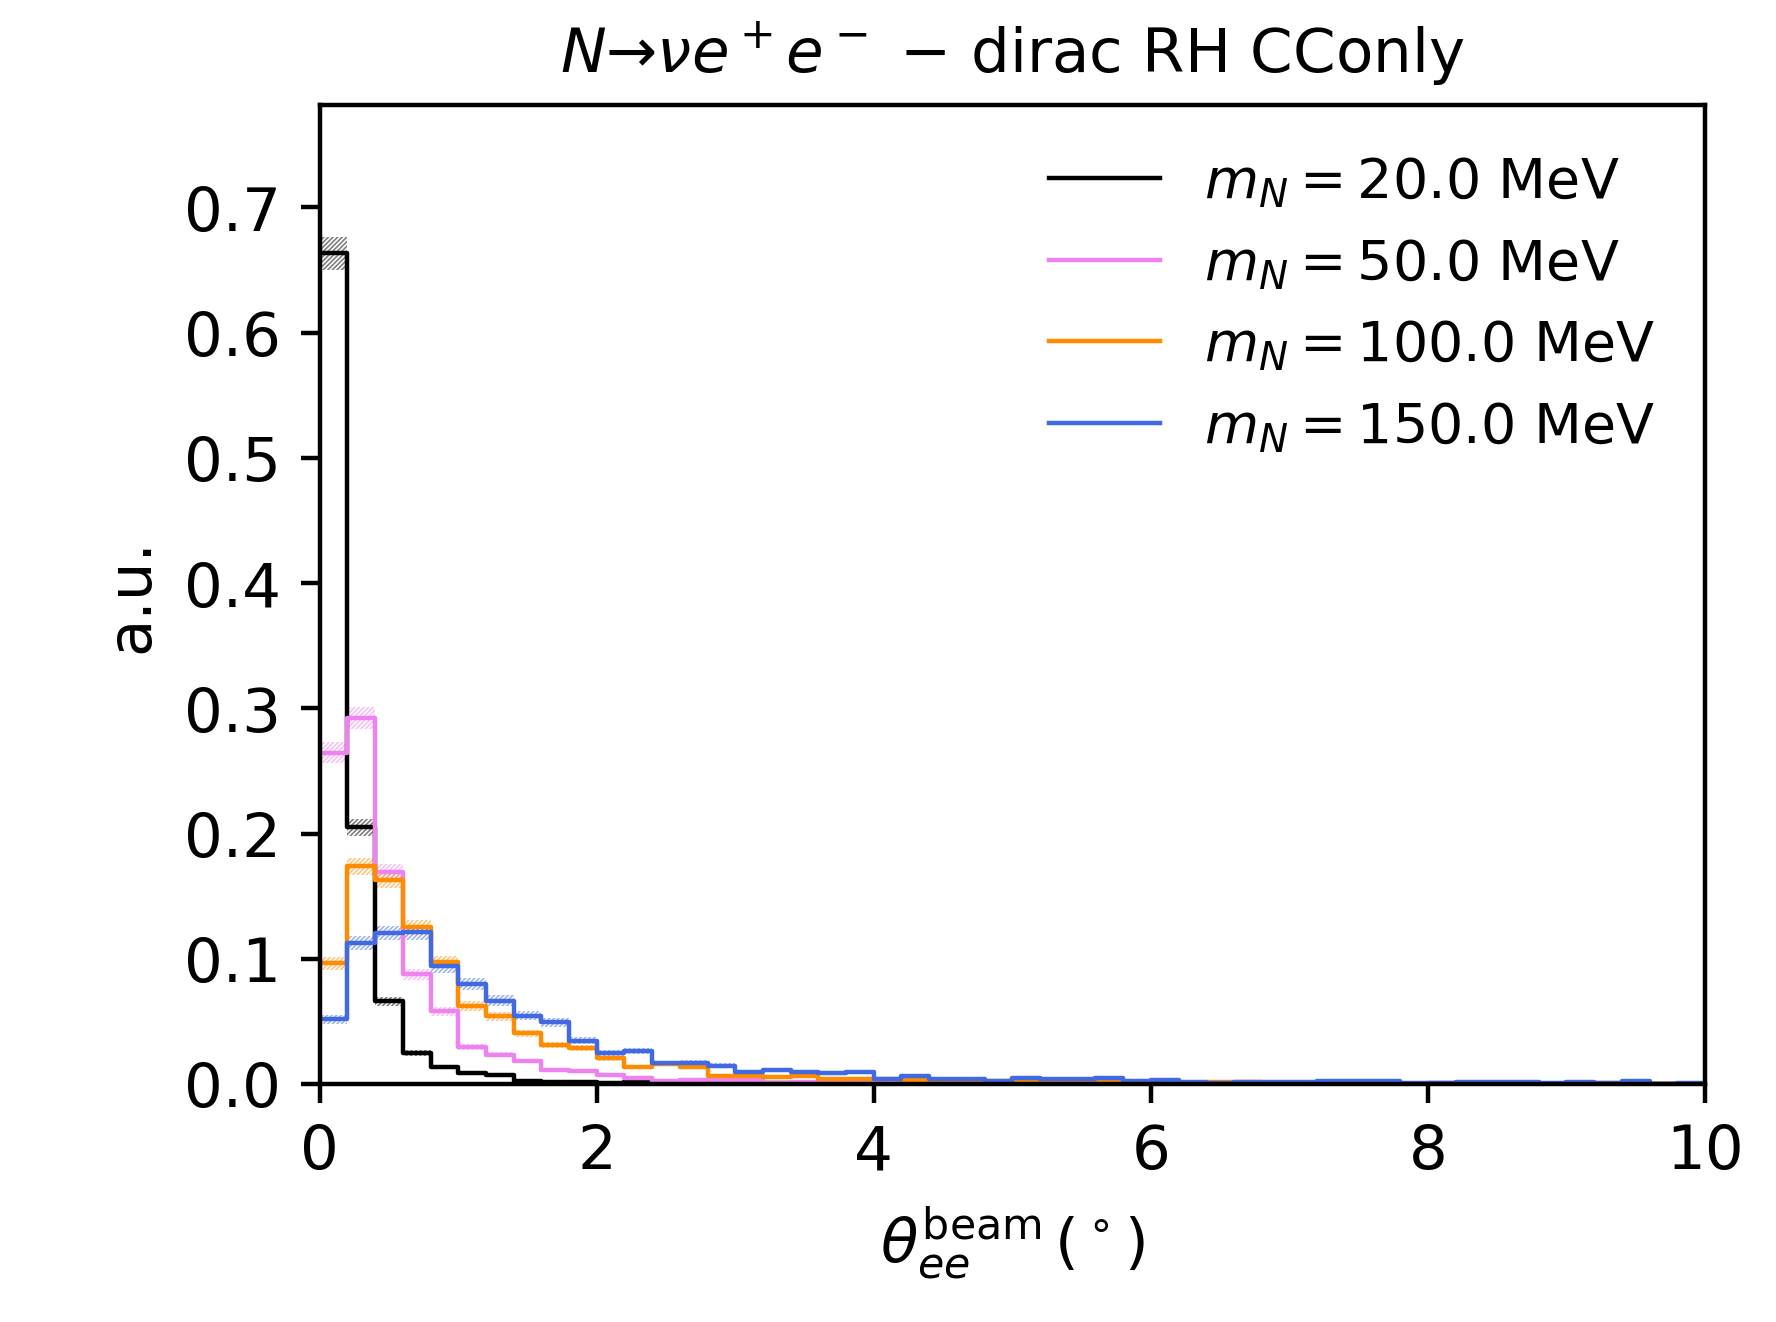 N→νe⁺e⁻ − dirac RH CConly
m_N = 20.0 MeV
m_N = 50.0 MeV
m_N = 100.0 MeV
m_N = 150.0 MeV
0.7
0.6
0.5
0.4
0.3
0.2
0.1
0.0
a.u.
0 2 4 6 8 10
θ_ee^beam (°)